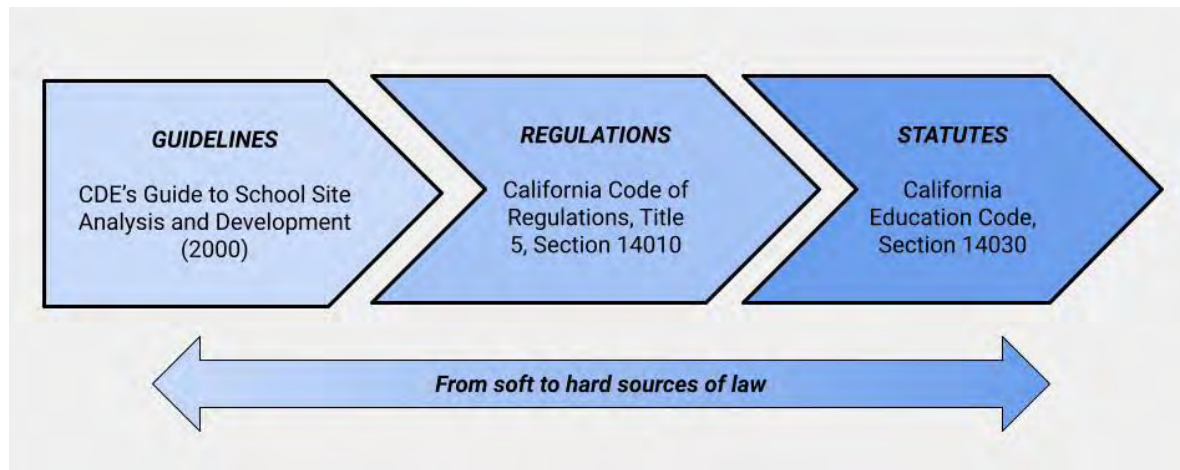 GUIDELINES
CDE's Guide to School Site
Analysis and Development
(2000)
REGULATIONS
California Code of
Regulations, Title
5, Section 14010
STATUTES
California
Education Code,
Section 14030
From soft to hard sources of law